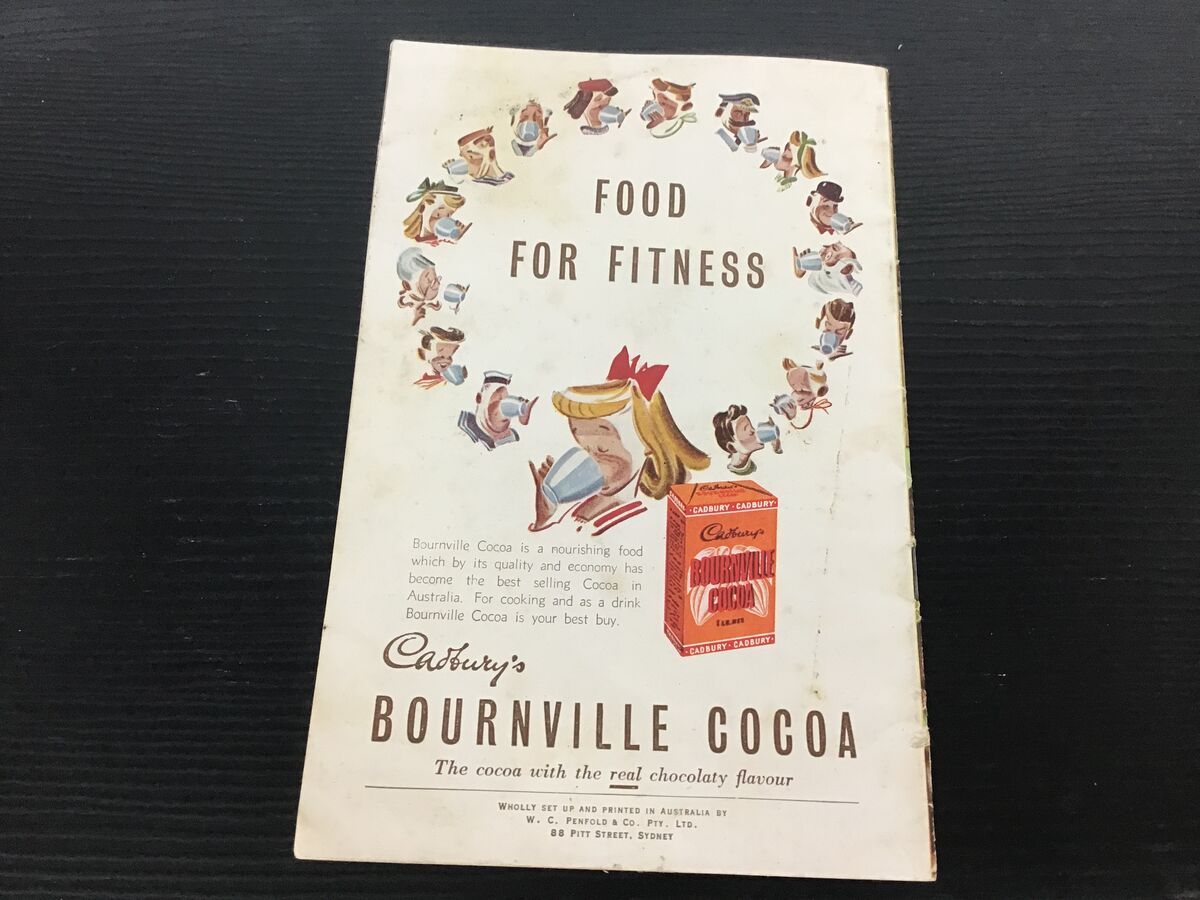 FOOD
FOR FITNESS
CADBURY · CADBURY ·
Cadbury's
BOURNVILLE
COCOA
1 LB. NET
· CADBURY · CADBURY ·
Bournville Cocoa is a nourishing food
which by its quality and economy has
become the best selling Cocoa in
Australia. For cooking and as a drink
Bournville Cocoa is your best buy.
Cadbury's
BOURNVILLE COCOA
The cocoa with the real chocolaty flavour
WHOLLY SET UP AND PRINTED IN AUSTRALIA BY
W. C. PENFOLD & CO. PTY. LTD.
88 PITT STREET, SYDNEY